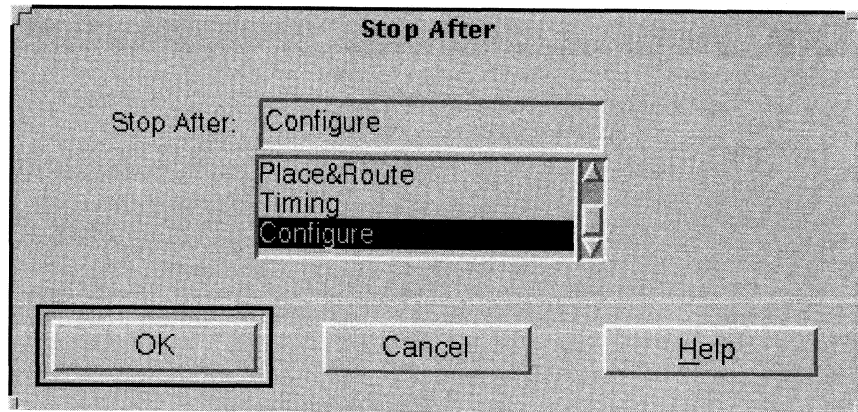 Stop After
Stop After: Configure
Place&Route
Timing
Configure
OK Cancel Help